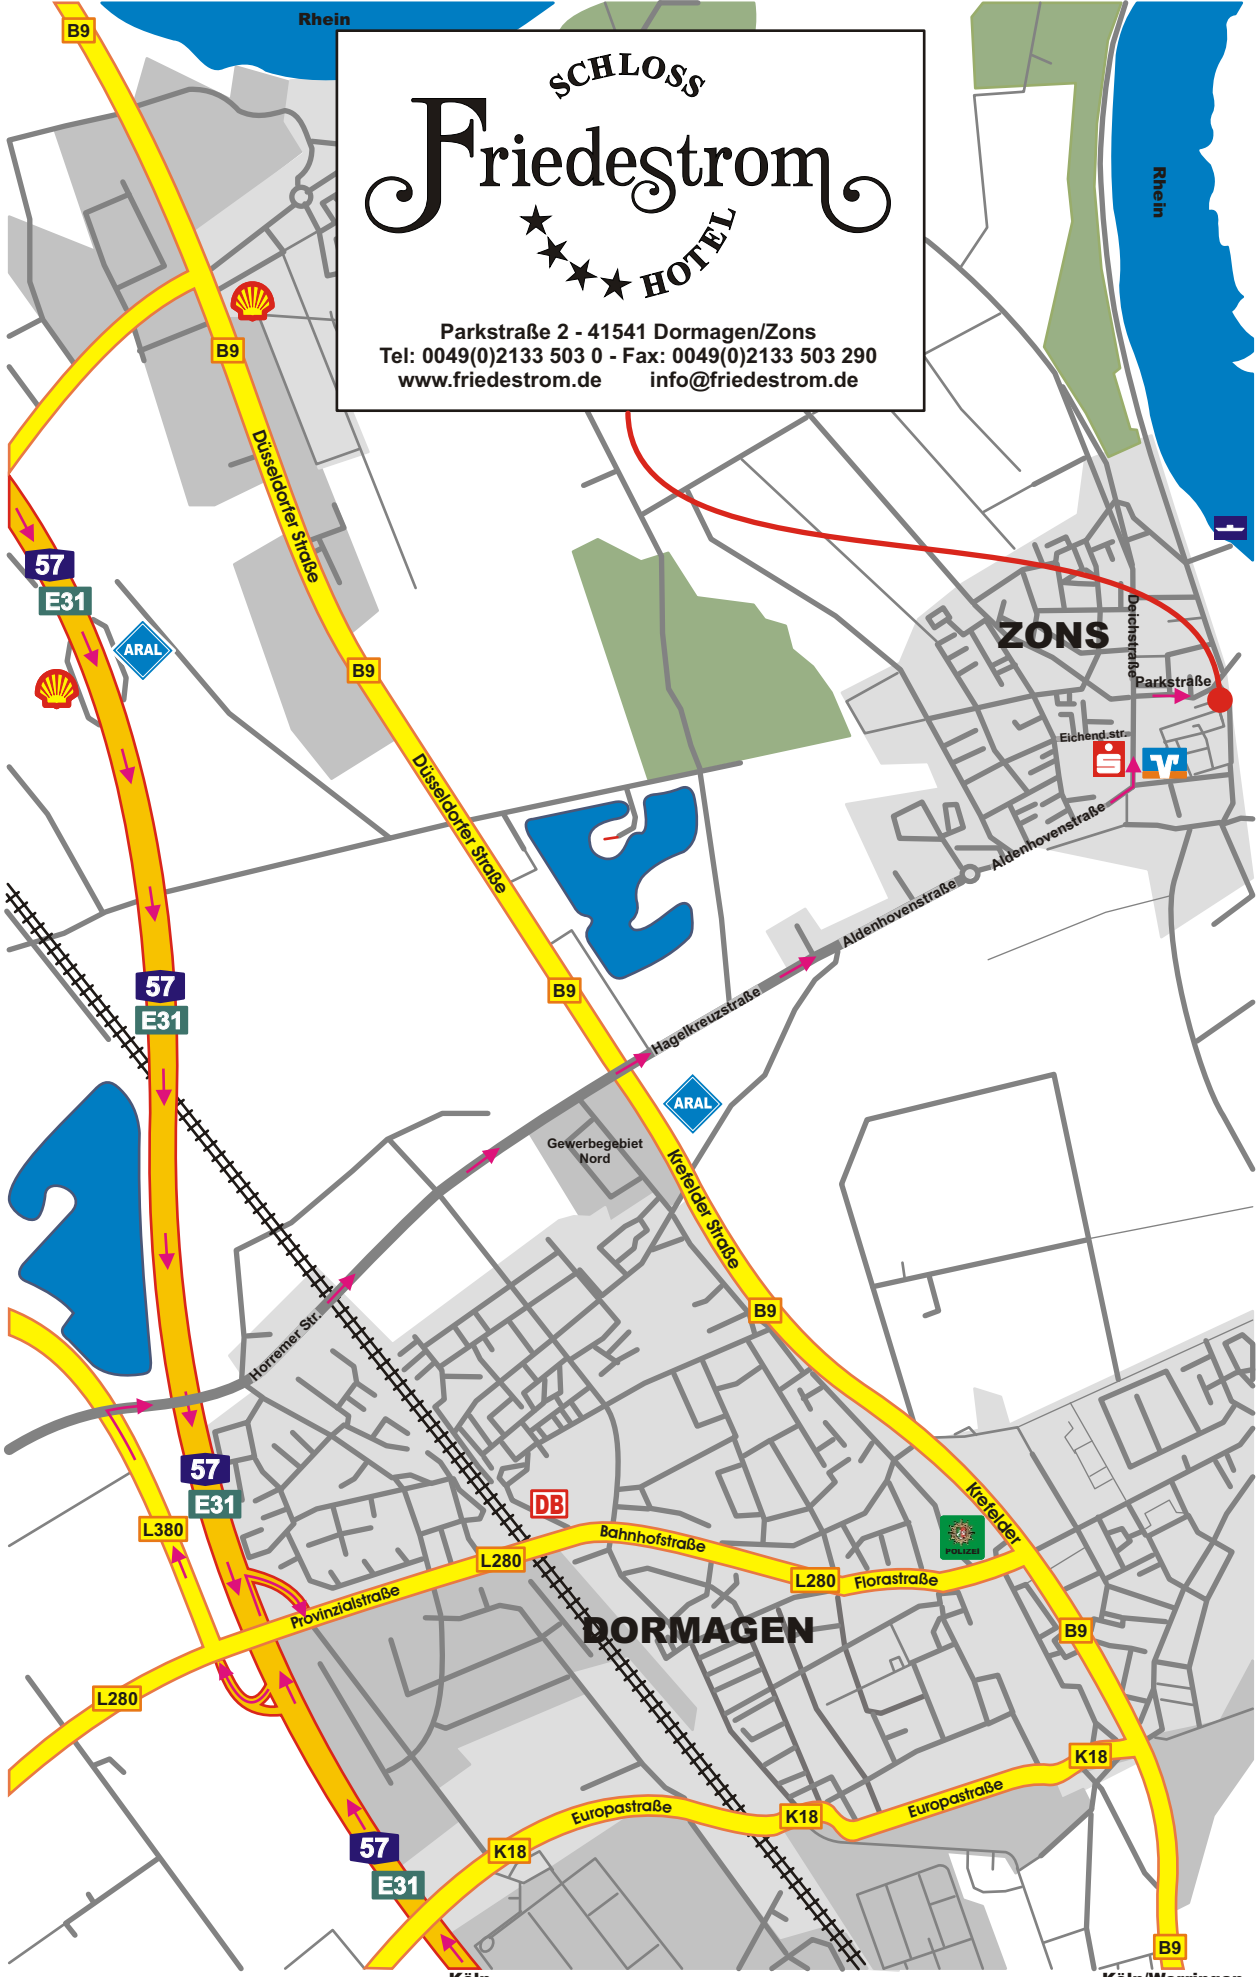 Rhein
B9
SCHLOSS
Friedestrom
HOTEL
Parkstraße 2 - 41541 Dormagen/Zons
Tel: 0049(0)2133 503 0 - Fax: 0049(0)2133 503 290
www.friedestrom.de info@friedestrom.de
Rhein
B9
Düsseldorfer Straße
57
E31
ARAL
B9
ZONS
Deichstraße
Parkstraße
Eichend.str.
S
Düsseldorfer Straße
Aldenhovenstraße
Aldenhovenstraße
57
E31
B9
Hagelkreuzstraße
ARAL
Gewerbegebiet
Nord
Krefelder Straße
B9
Horremer Str.
57
E31
L380
DB
Krefelder
POLIZEI
Bahnhofstraße
L280
L280
Florastraße
Provinzialstraße
DORMAGEN
B9
L280
K18
Europastraße
K18
Europastraße
57
K18
E31
B9
Köln
Köln/Worringen